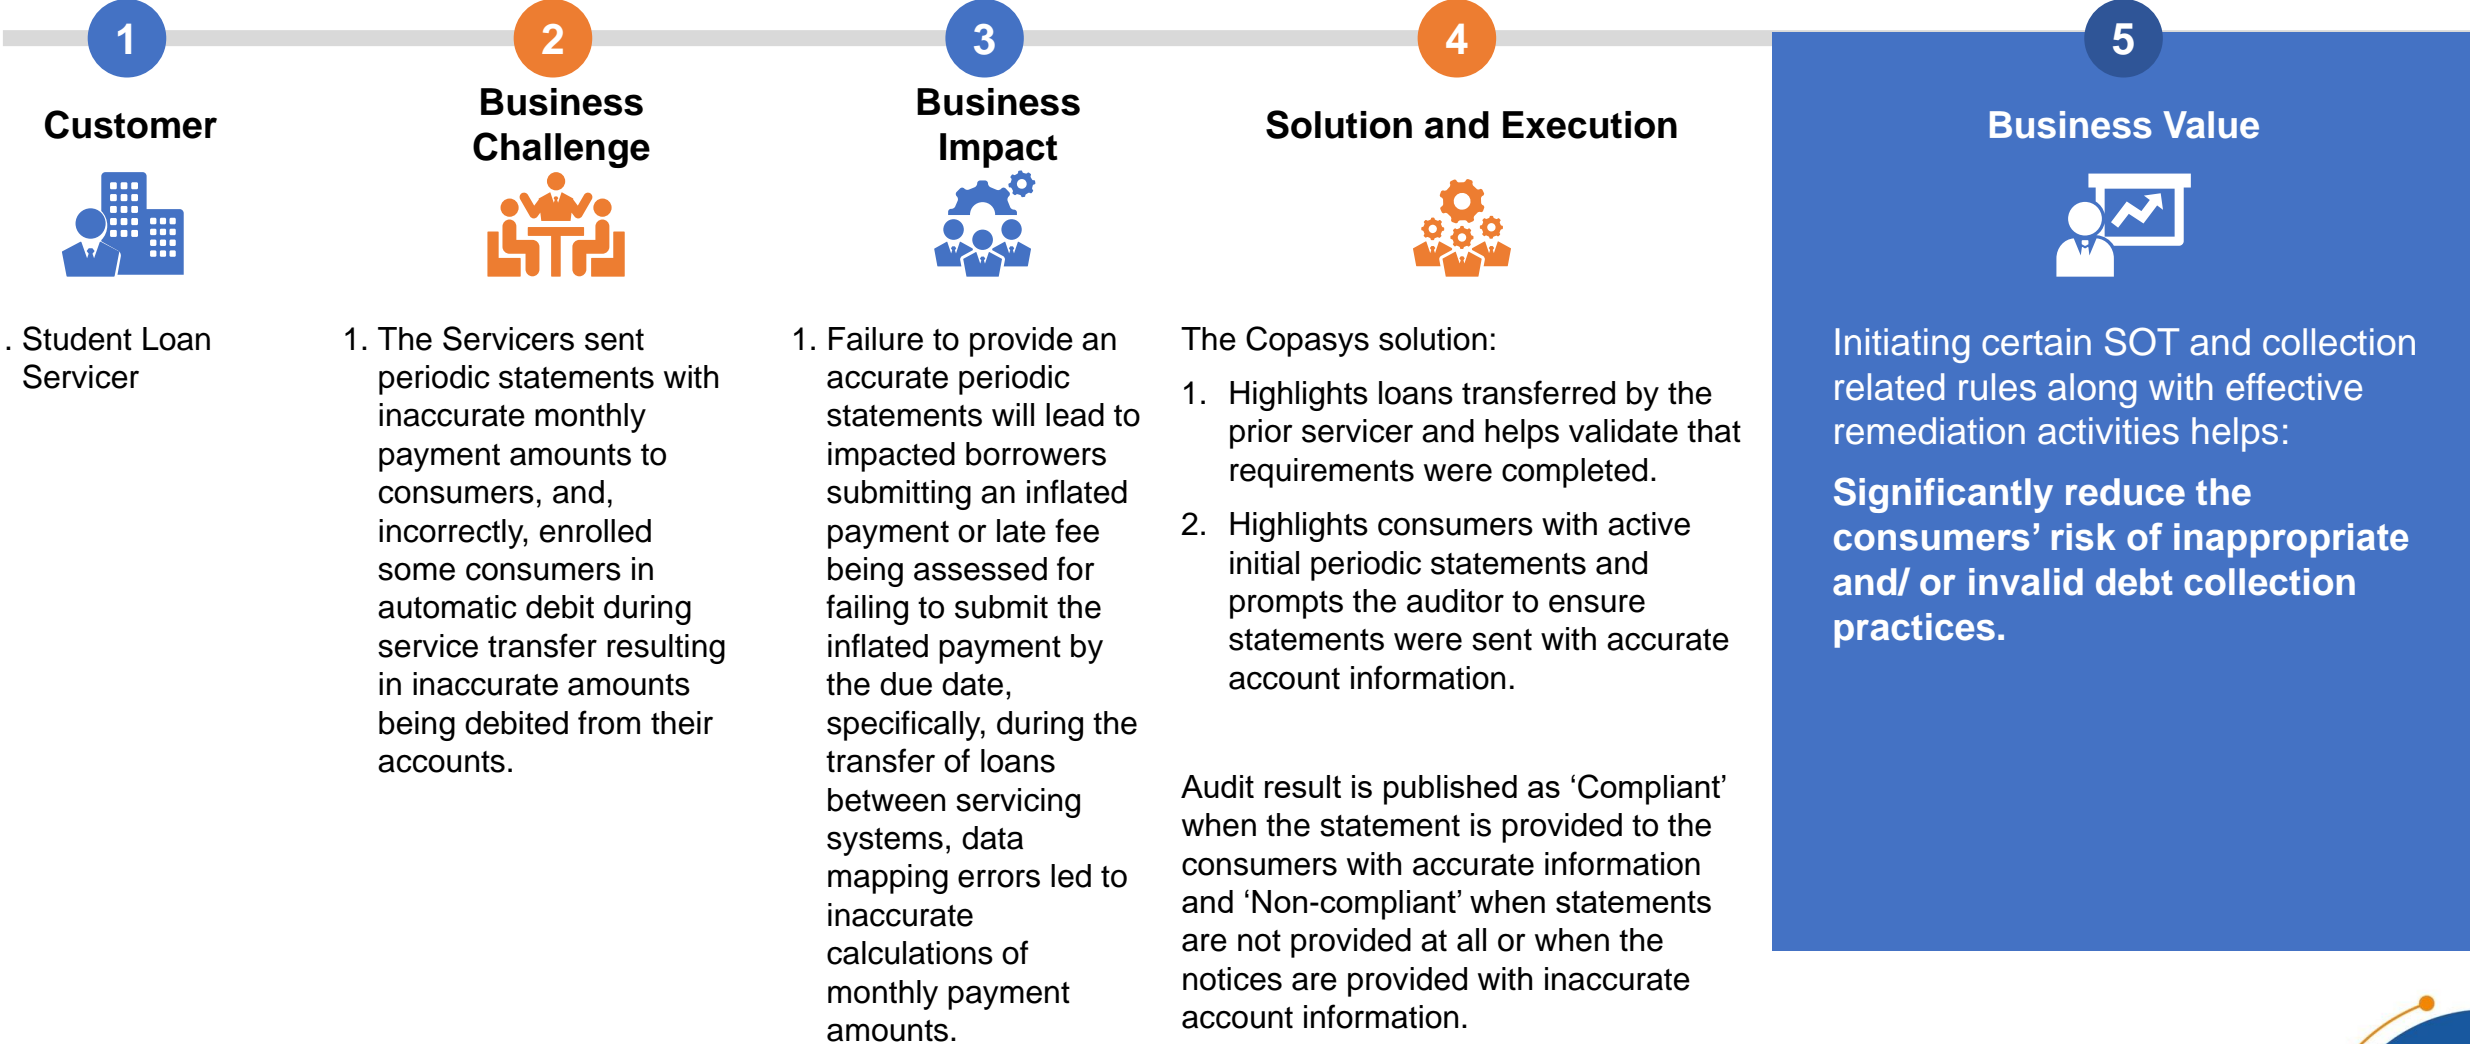 1
Customer
. Student Loan
Servicer
2
Business
Challenge
1. The Servicers sent
periodic statements with
inaccurate monthly
payment amounts to
consumers, and,
incorrectly, enrolled
some consumers in
automatic debit during
service transfer resulting
in inaccurate amounts
being debited from their
accounts.
3
Business
Impact
1. Failure to provide an
accurate periodic
statements will lead to
impacted borrowers
submitting an inflated
payment or late fee
being assessed for
failing to submit the
inflated payment by
the due date,
specifically, during the
transfer of loans
between servicing
systems, data
mapping errors led to
inaccurate
calculations of
monthly payment
amounts.
4
Solution and Execution
The Copasys solution:
1. Highlights loans transferred by the
prior servicer and helps validate that
requirements were completed.
2. Highlights consumers with active
initial periodic statements and
prompts the auditor to ensure
statements were sent with accurate
account information.
Audit result is published as ‘Compliant’
when the statement is provided to the
consumers with accurate information
and ‘Non-compliant’ when statements
are not provided at all or when the
notices are provided with inaccurate
account information.
5
Business Value
Initiating certain SOT and collection
related rules along with effective
remediation activities helps:
Significantly reduce the
consumers’ risk of inappropriate
and/ or invalid debt collection
practices.